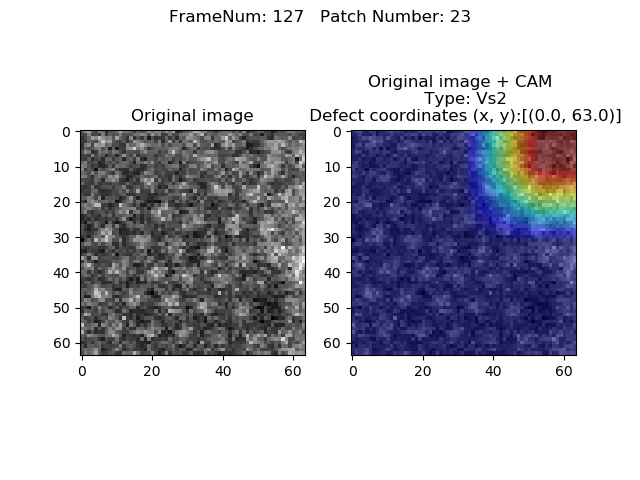 FrameNum: 127   Patch Number: 23
Original image
0
10
20
30
40
50
60
0 20 40 60
Original image + CAM
Type: Vs2
Defect coordinates (x, y):[(0.0, 63.0)]
0
10
20
30
40
50
60
0 20 40 60